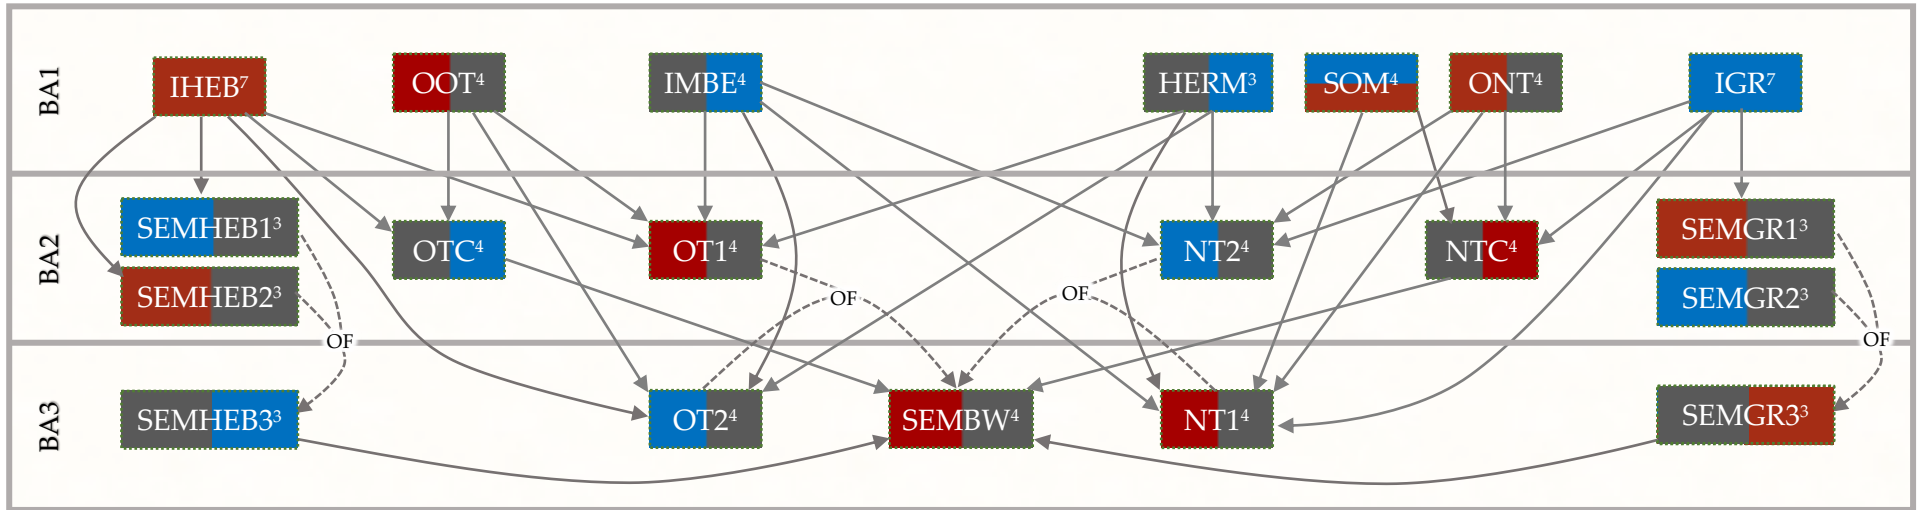 BA1
IHEB⁷
OOT⁴
IMBE⁴
HERM³
SOM⁴
ONT⁴
IGR⁷
BA2
SEMHEB1³
SEMHEB2³
OTC⁴
OT1⁴
NT2⁴
NTC⁴
SEMGR1³
SEMGR2³
OF
OF
OF
OF
BA3
SEMHEB3³
OT2⁴
SEMBW⁴
NT1⁴
SEMGR3³